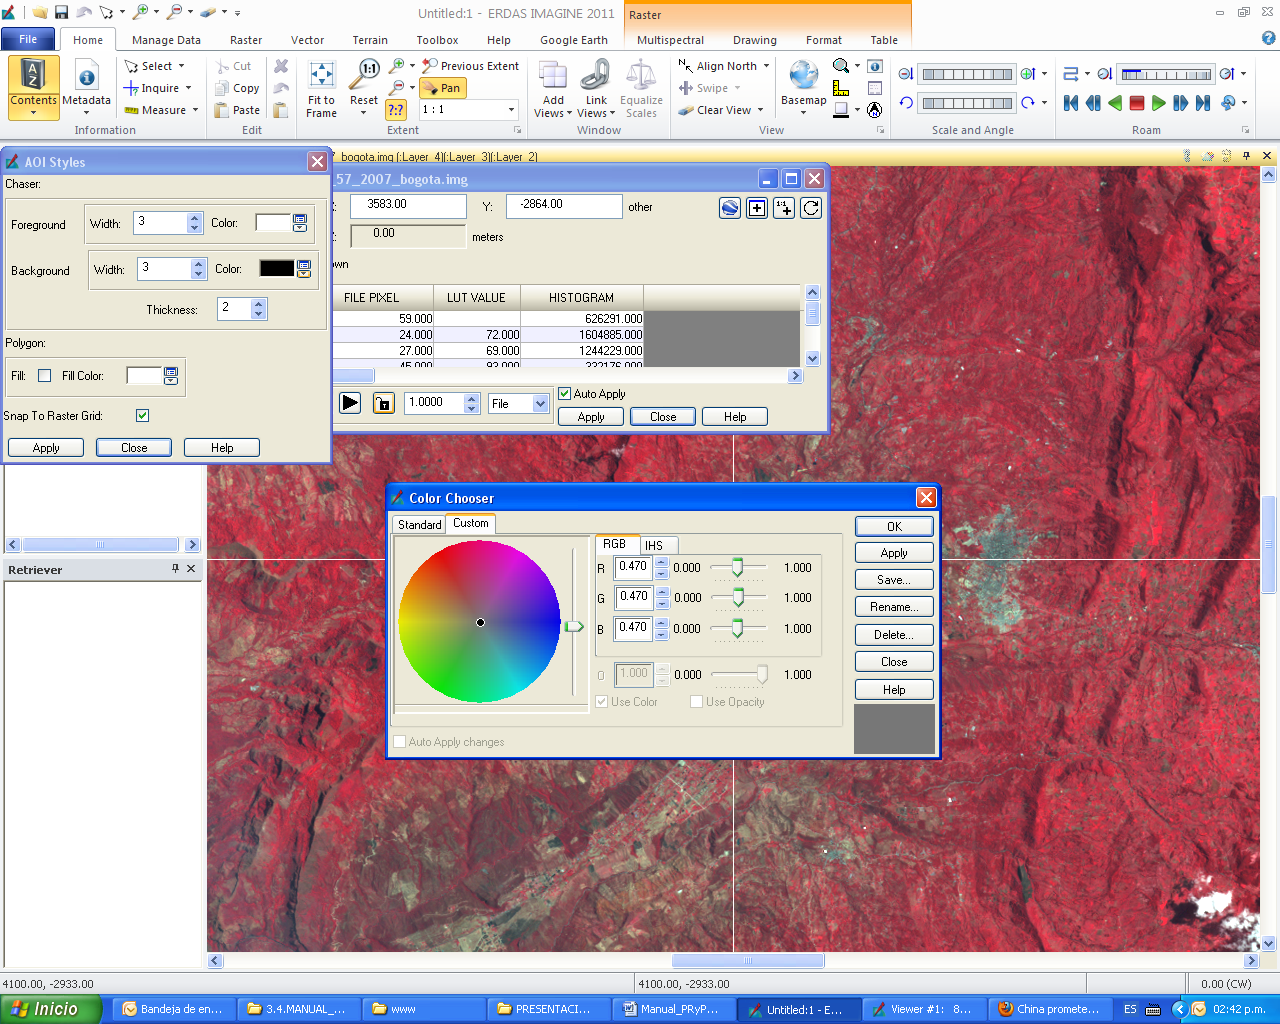 Untitled:1 - ERDAS IMAGINE 2011
Raster
File Home Manage Data Raster Vector Terrain Toolbox Help Google Earth Multispectral Drawing Format Table
Contents
Metadata
Select
Inquire
Measure
Information
Cut
Copy
Paste
Edit
Fit to Frame
1:1
Reset
Previous Extent
Pan
?:?
1 : 1
Extent
Add Views
Link Views
Equalize Scales
Window
Align North
Swipe
Clear View
Basemap
View
Scale and Angle
Roam
_bogota.img (:Layer_4)(:Layer_3)(:Layer_2)
AOI Styles
Chaser:
Foreground Width: 3 Color:
Background Width: 3 Color:
Thickness: 2
Polygon:
Fill: Fill Color:
Snap To Raster Grid:
Apply Close Help
_57_2007_bogota.img
3583.00 Y: -2864.00 other
0.00 meters
own
FILE PIXEL LUT VALUE HISTOGRAM
59.000 626291.000
24.000 72.000 1604885.000
27.000 69.000 1244229.000
1.0000 File
Auto Apply
Apply Close Help
Color Chooser
Standard Custom
RGB IHS
R 0.470 0.000 1.000
G 0.470 0.000 1.000
B 0.470 0.000 1.000
O 1.000 0.000 1.000
Use Color Use Opacity
Auto Apply changes
OK
Apply
Save...
Rename...
Delete...
Close
Help
Retriever
4100.00, -2933.00 4100.00, -2933.00 0.00 (CW)
Inicio Bandeja de en... 3.4.MANUAL_... www PRESENTACI... Manual_PRyP... Untitled:1 - E... Viewer #1: 8... China promete... ES 02:42 p.m.